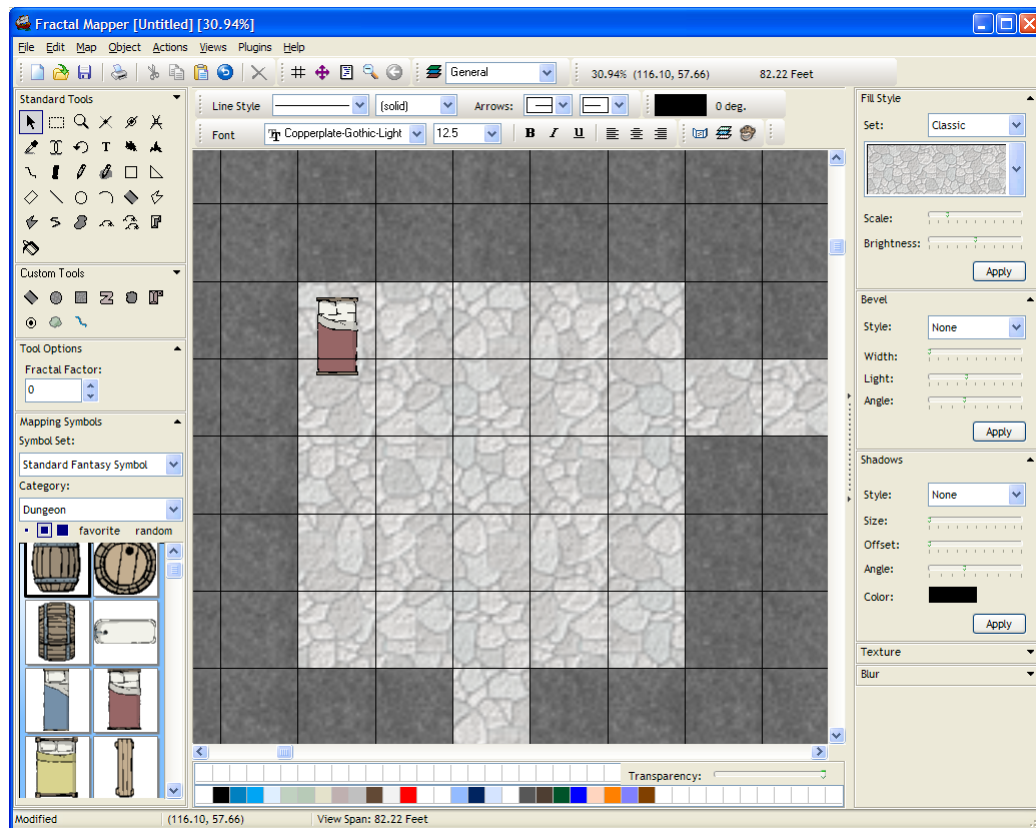 Fractal Mapper [Untitled] [30.94%]
File Edit Map Object Actions Views Plugins Help
General 30.94% (116.10, 57.66) 82.22 Feet
Standard Tools
Line Style (solid) Arrows: 0 deg.
Font Copperplate-Gothic-Light 12.5 B I U
T
Custom Tools
Tool Options
Fractal Factor:
0
Mapping Symbols
Symbol Set:
Standard Fantasy Symbol
Category:
Dungeon
favorite random
Fill Style
Set: Classic
Scale:
Brightness:
Apply
Bevel
Style: None
Width:
Light:
Angle:
Apply
Shadows
Style: None
Size:
Offset:
Angle:
Color:
Apply
Texture
Blur
Transparency:
Modified (116.10, 57.66) View Span: 82.22 Feet